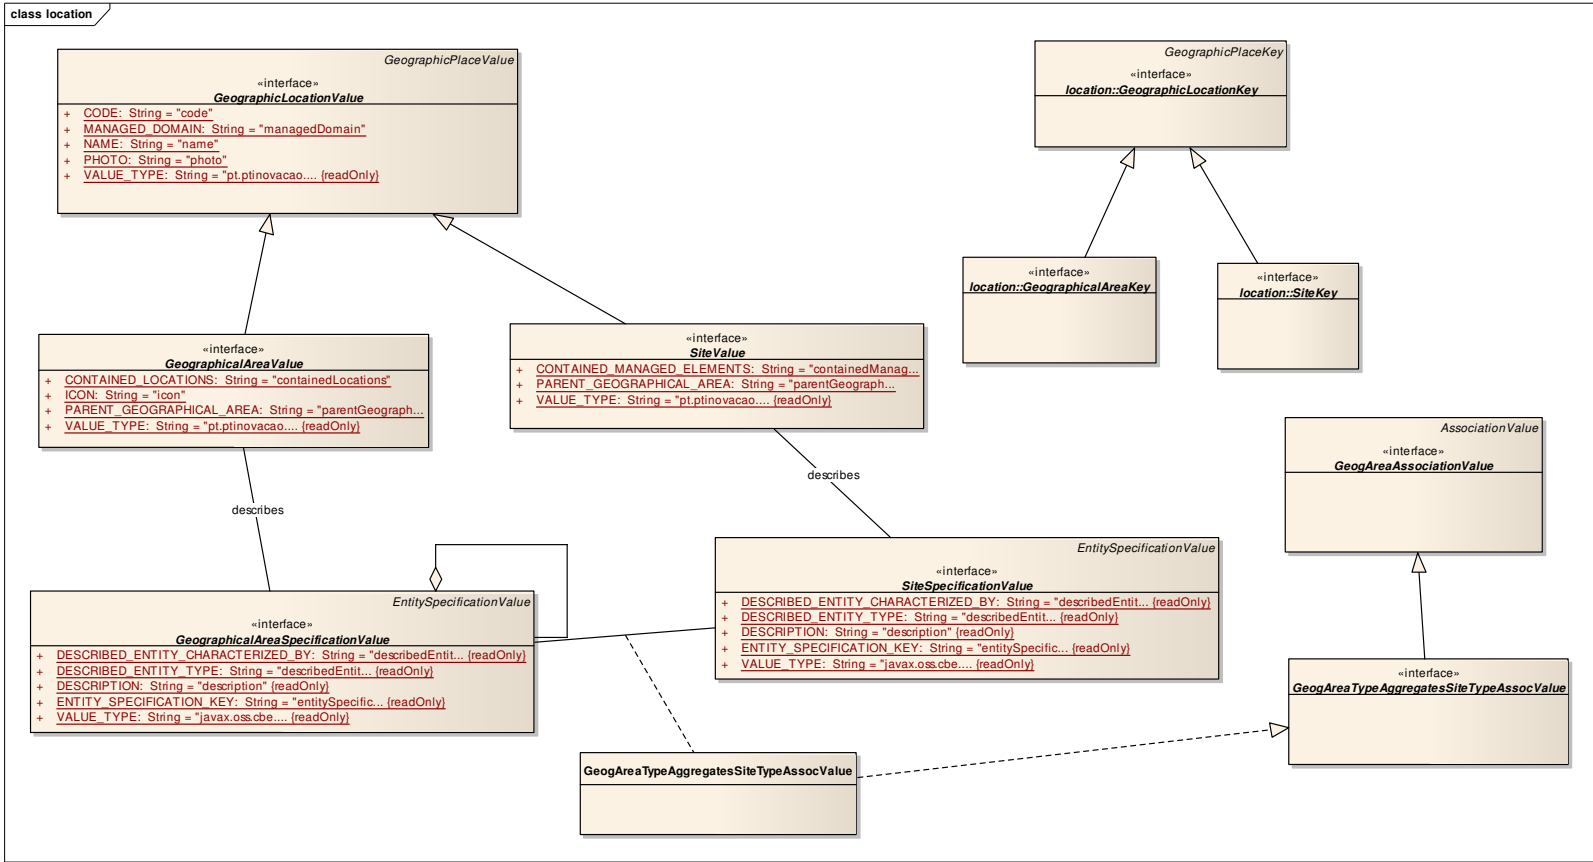 class location
GeographicPlaceValue
«interface»
GeographicLocationValue
+ CODE: String = "code"
+ MANAGED_DOMAIN: String = "managedDomain"
+ NAME: String = "name"
+ PHOTO: String = "photo"
+ VALUE_TYPE: String = "pt.ptinovacao.... {readOnly}
GeographicPlaceKey
«interface»
location::GeographicLocationKey
«interface»
location::GeographicalAreaKey
«interface»
location::SiteKey
«interface»
GeographicalAreaValue
+ CONTAINED_LOCATIONS: String = "containedLocations"
+ ICON: String = "icon"
+ PARENT_GEOGRAPHICAL_AREA: String = "parentGeograph...
+ VALUE_TYPE: String = "pt.ptinovacao.... {readOnly}
«interface»
SiteValue
+ CONTAINED_MANAGED_ELEMENTS: String = "containedManag...
+ PARENT_GEOGRAPHICAL_AREA: String = "parentGeograph...
+ VALUE_TYPE: String = "pt.ptinovacao.... {readOnly}
AssociationValue
«interface»
GeogAreaAssociationValue
describes
describes
EntitySpecificationValue
«interface»
GeographicalAreaSpecificationValue
+ DESCRIBED_ENTITY_CHARACTERIZED_BY: String = "describedEntit... {readOnly}
+ DESCRIBED_ENTITY_TYPE: String = "describedEntit... {readOnly}
+ DESCRIPTION: String = "description" {readOnly}
+ ENTITY_SPECIFICATION_KEY: String = "entitySpecific... {readOnly}
+ VALUE_TYPE: String = "javax.oss.cbe.... {readOnly}
EntitySpecificationValue
«interface»
SiteSpecificationValue
+ DESCRIBED_ENTITY_CHARACTERIZED_BY: String = "describedEntit... {readOnly}
+ DESCRIBED_ENTITY_TYPE: String = "describedEntit... {readOnly}
+ DESCRIPTION: String = "description" {readOnly}
+ ENTITY_SPECIFICATION_KEY: String = "entitySpecific... {readOnly}
+ VALUE_TYPE: String = "javax.oss.cbe.... {readOnly}
«interface»
GeogAreaTypeAggregatesSiteTypeAssocValue
GeogAreaTypeAggregatesSiteTypeAssocValue